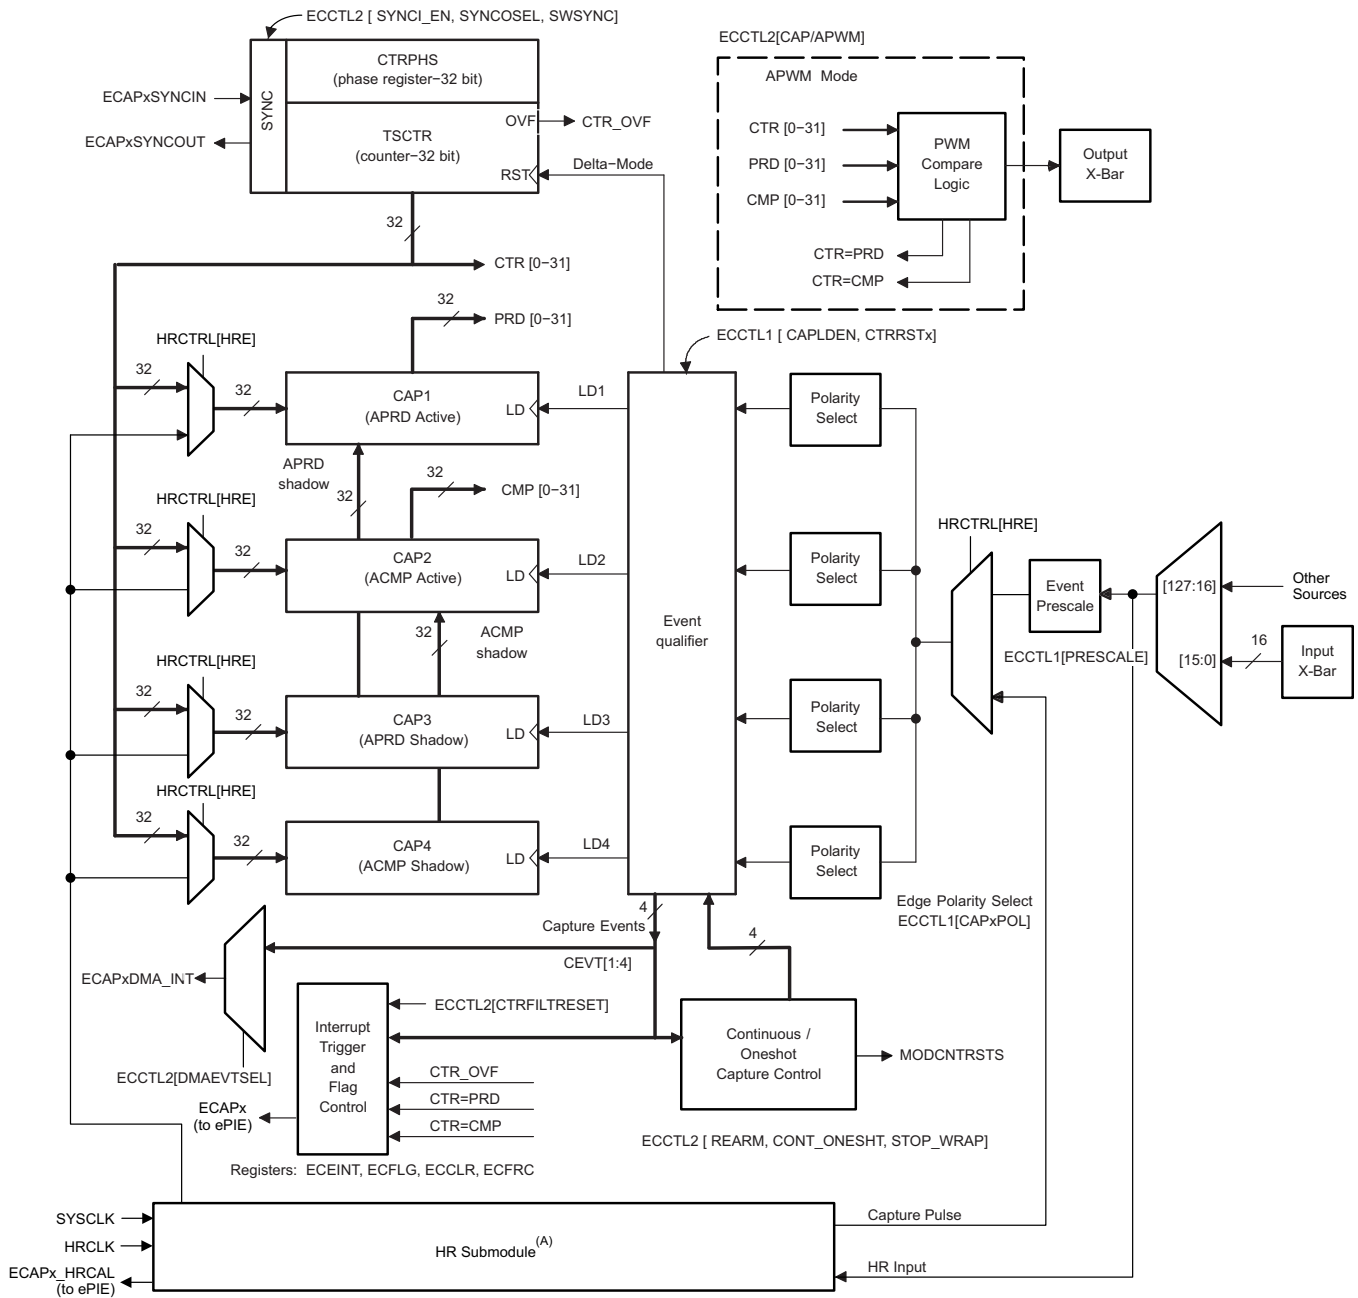 ECCTL2 [ SYNCI_EN, SYNCOSEL, SWSYNC]
SYNC
CTRPHS
(phase register−32 bit)
ECAPxSYNCIN
ECAPxSYNCOUT
TSCTR
(counter−32 bit)
OVF
CTR_OVF
RST
Delta−Mode
32
CTR [0−31]
ECCTL2[CAP/APWM]
APWM Mode
CTR [0−31]
PRD [0−31]
CMP [0−31]
PWM
Compare
Logic
Output
X-Bar
CTR=PRD
CTR=CMP
32
PRD [0−31]
HRCTRL[HRE]
32
32
CAP1
(APRD Active)
LD
LD1
ECCTL1 [ CAPLDEN, CTRRSTx]
Polarity
Select
APRD
shadow
32
32
CMP [0−31]
HRCTRL[HRE]
32
32
CAP2
(ACMP Active)
LD
LD2
Event
qualifier
Polarity
Select
HRCTRL[HRE]
Event
Prescale
ECCTL1[PRESCALE]
[127:16]
[15:0]
Other
Sources
16
Input
X-Bar
32
ACMP
shadow
HRCTRL[HRE]
32
32
CAP3
(APRD Shadow)
LD
LD3
Polarity
Select
HRCTRL[HRE]
32
32
CAP4
(ACMP Shadow)
LD
LD4
Polarity
Select
Edge Polarity Select
ECCTL1[CAPxPOL]
4
Capture Events
CEVT[1:4]
4
ECAPxDMA_INT
ECCTL2[DMAEVTSEL]
ECCTL2[CTRFILTRESET]
Interrupt
Trigger
and
Flag
Control
CTR_OVF
CTR=PRD
CTR=CMP
ECAPx
(to ePIE)
Continuous /
Oneshot
Capture Control
MODCNTRSTS
ECCTL2 [ REARM, CONT_ONESHT, STOP_WRAP]
Registers: ECEINT, ECFLG, ECCLR, ECFRC
SYSCLK
HRCLK
ECAPx_HRCAL
(to ePIE)
HR Submodule(A)
Capture Pulse
HR Input